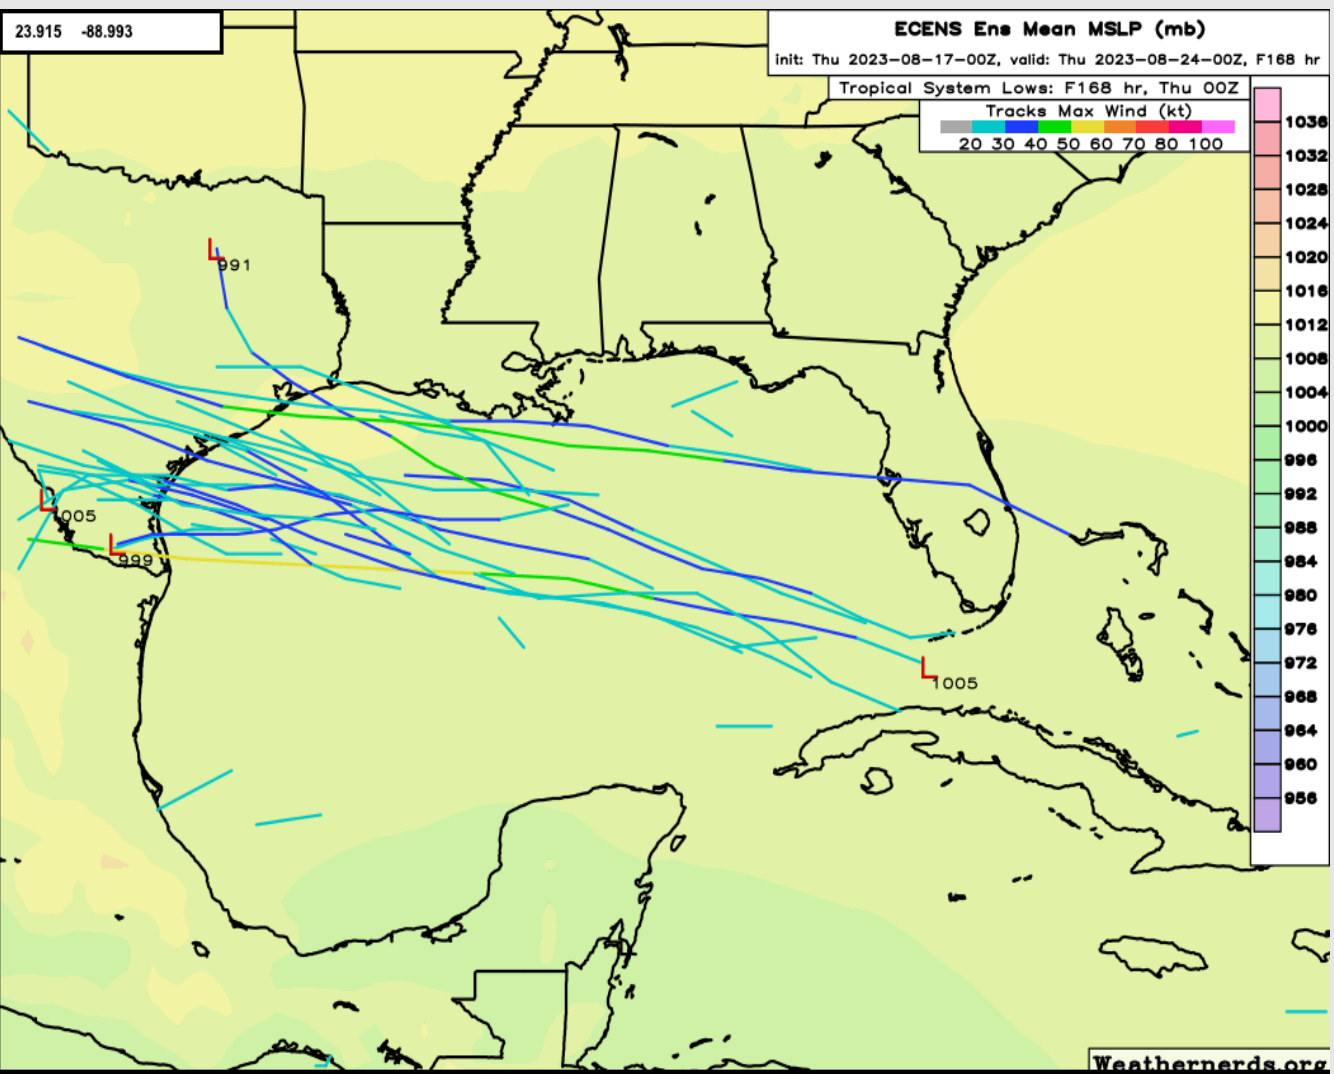 23.915 -88.993
ECENS Ens Mean MSLP (mb)
init: Thu 2023-08-17-00Z, valid: Thu 2023-08-24-00Z, F168 hr
Tropical System Lows: F168 hr, Thu 00Z
Tracks Max Wind (kt)
20 30 40 50 60 70 80 100
1036
1032
1028
1024
1020
1016
1012
1008
1004
1000
996
992
988
984
980
976
972
968
964
960
956
L
991
L
005
L
999
L
1005
Weathernerds.org